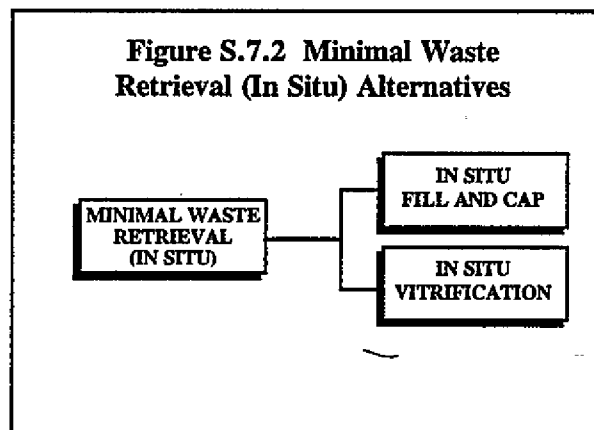 Figure S.7.2 Minimal Waste
Retrieval (In Situ) Alternatives
MINIMAL WASTE
RETRIEVAL
(IN SITU)
IN SITU
FILL AND CAP
IN SITU
VITRIFICATION